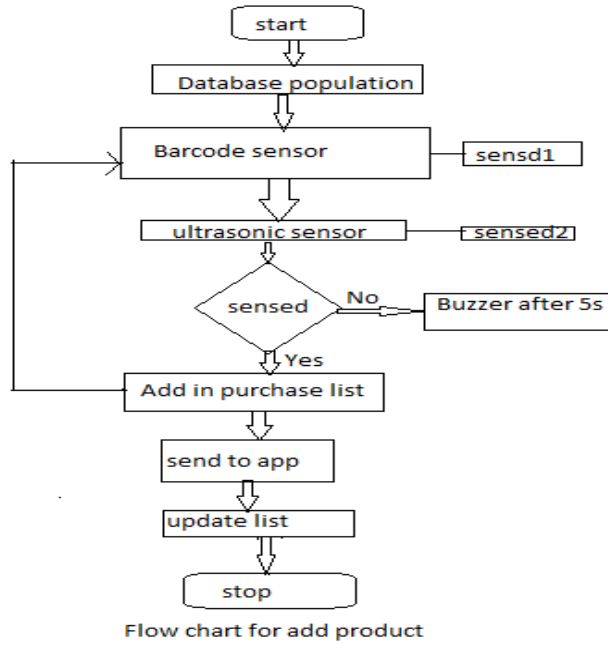 start
Database population
Barcode sensor
sensd1
ultrasonic sensor
sensed2
sensed
No
Buzzer after 5s
Yes
Add in purchase list
send to app
update list
stop
Flow chart for add product